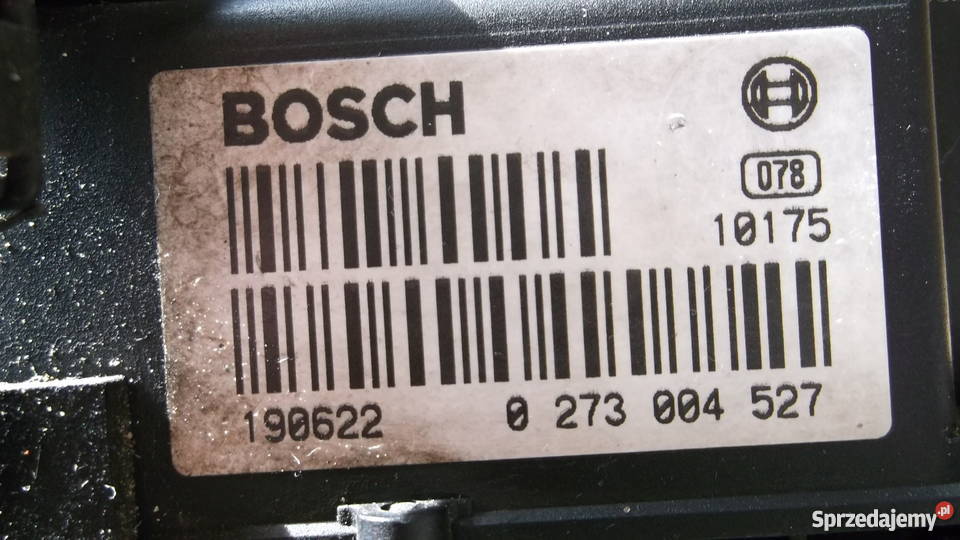 BOSCH
078
10175
190622 0 273 004 527
Sprzedajemy.pl